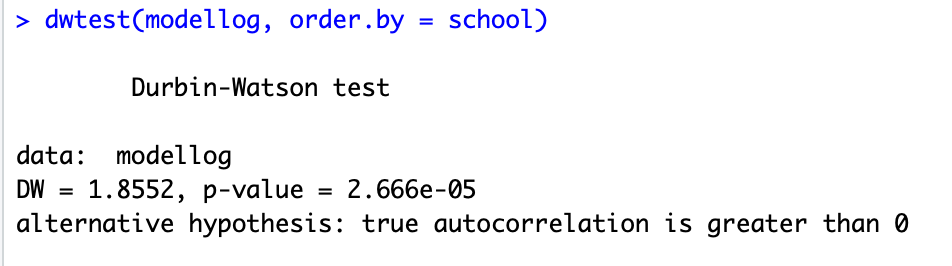 > dwtest(modellog, order.by = school)
Durbin-Watson test
data:  modellog
DW = 1.8552, p-value = 2.666e-05
alternative hypothesis: true autocorrelation is greater than 0